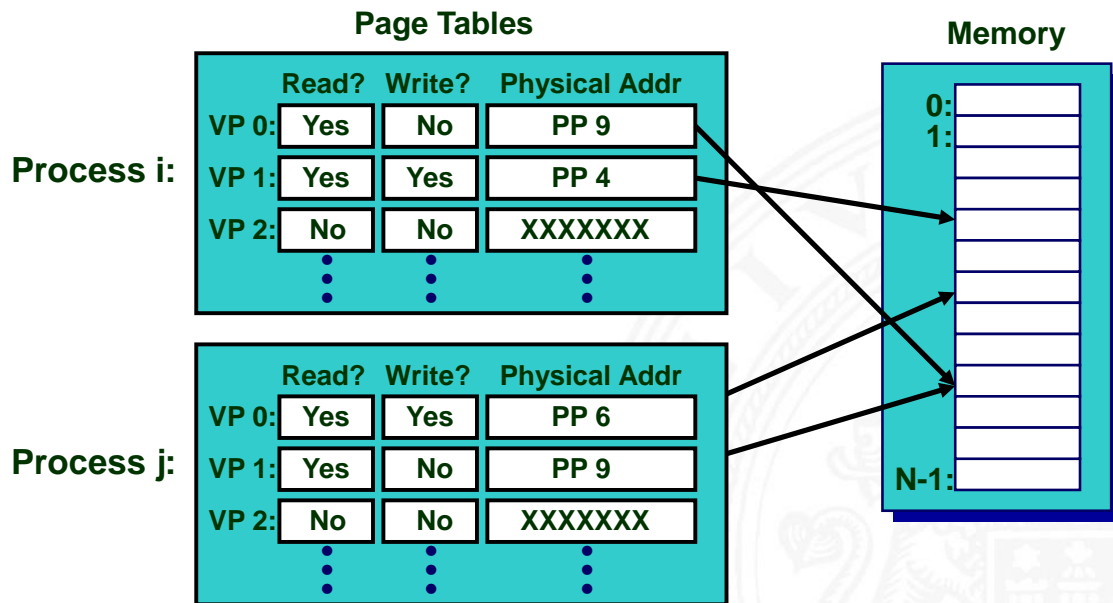 Page Tables
Memory
Read? Write? Physical Addr
0:
VP 0: Yes No PP 9
1:
Process i:
VP 1: Yes Yes PP 4
VP 2: No No XXXXXXX
Read? Write? Physical Addr
VP 0: Yes Yes PP 6
Process j:
VP 1: Yes No PP 9
N-1:
VP 2: No No XXXXXXX